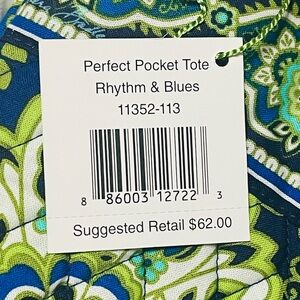 Perfect Pocket Tote
Rhythm & Blues
11352-113
8 86003 12722 3
Suggested Retail $62.00